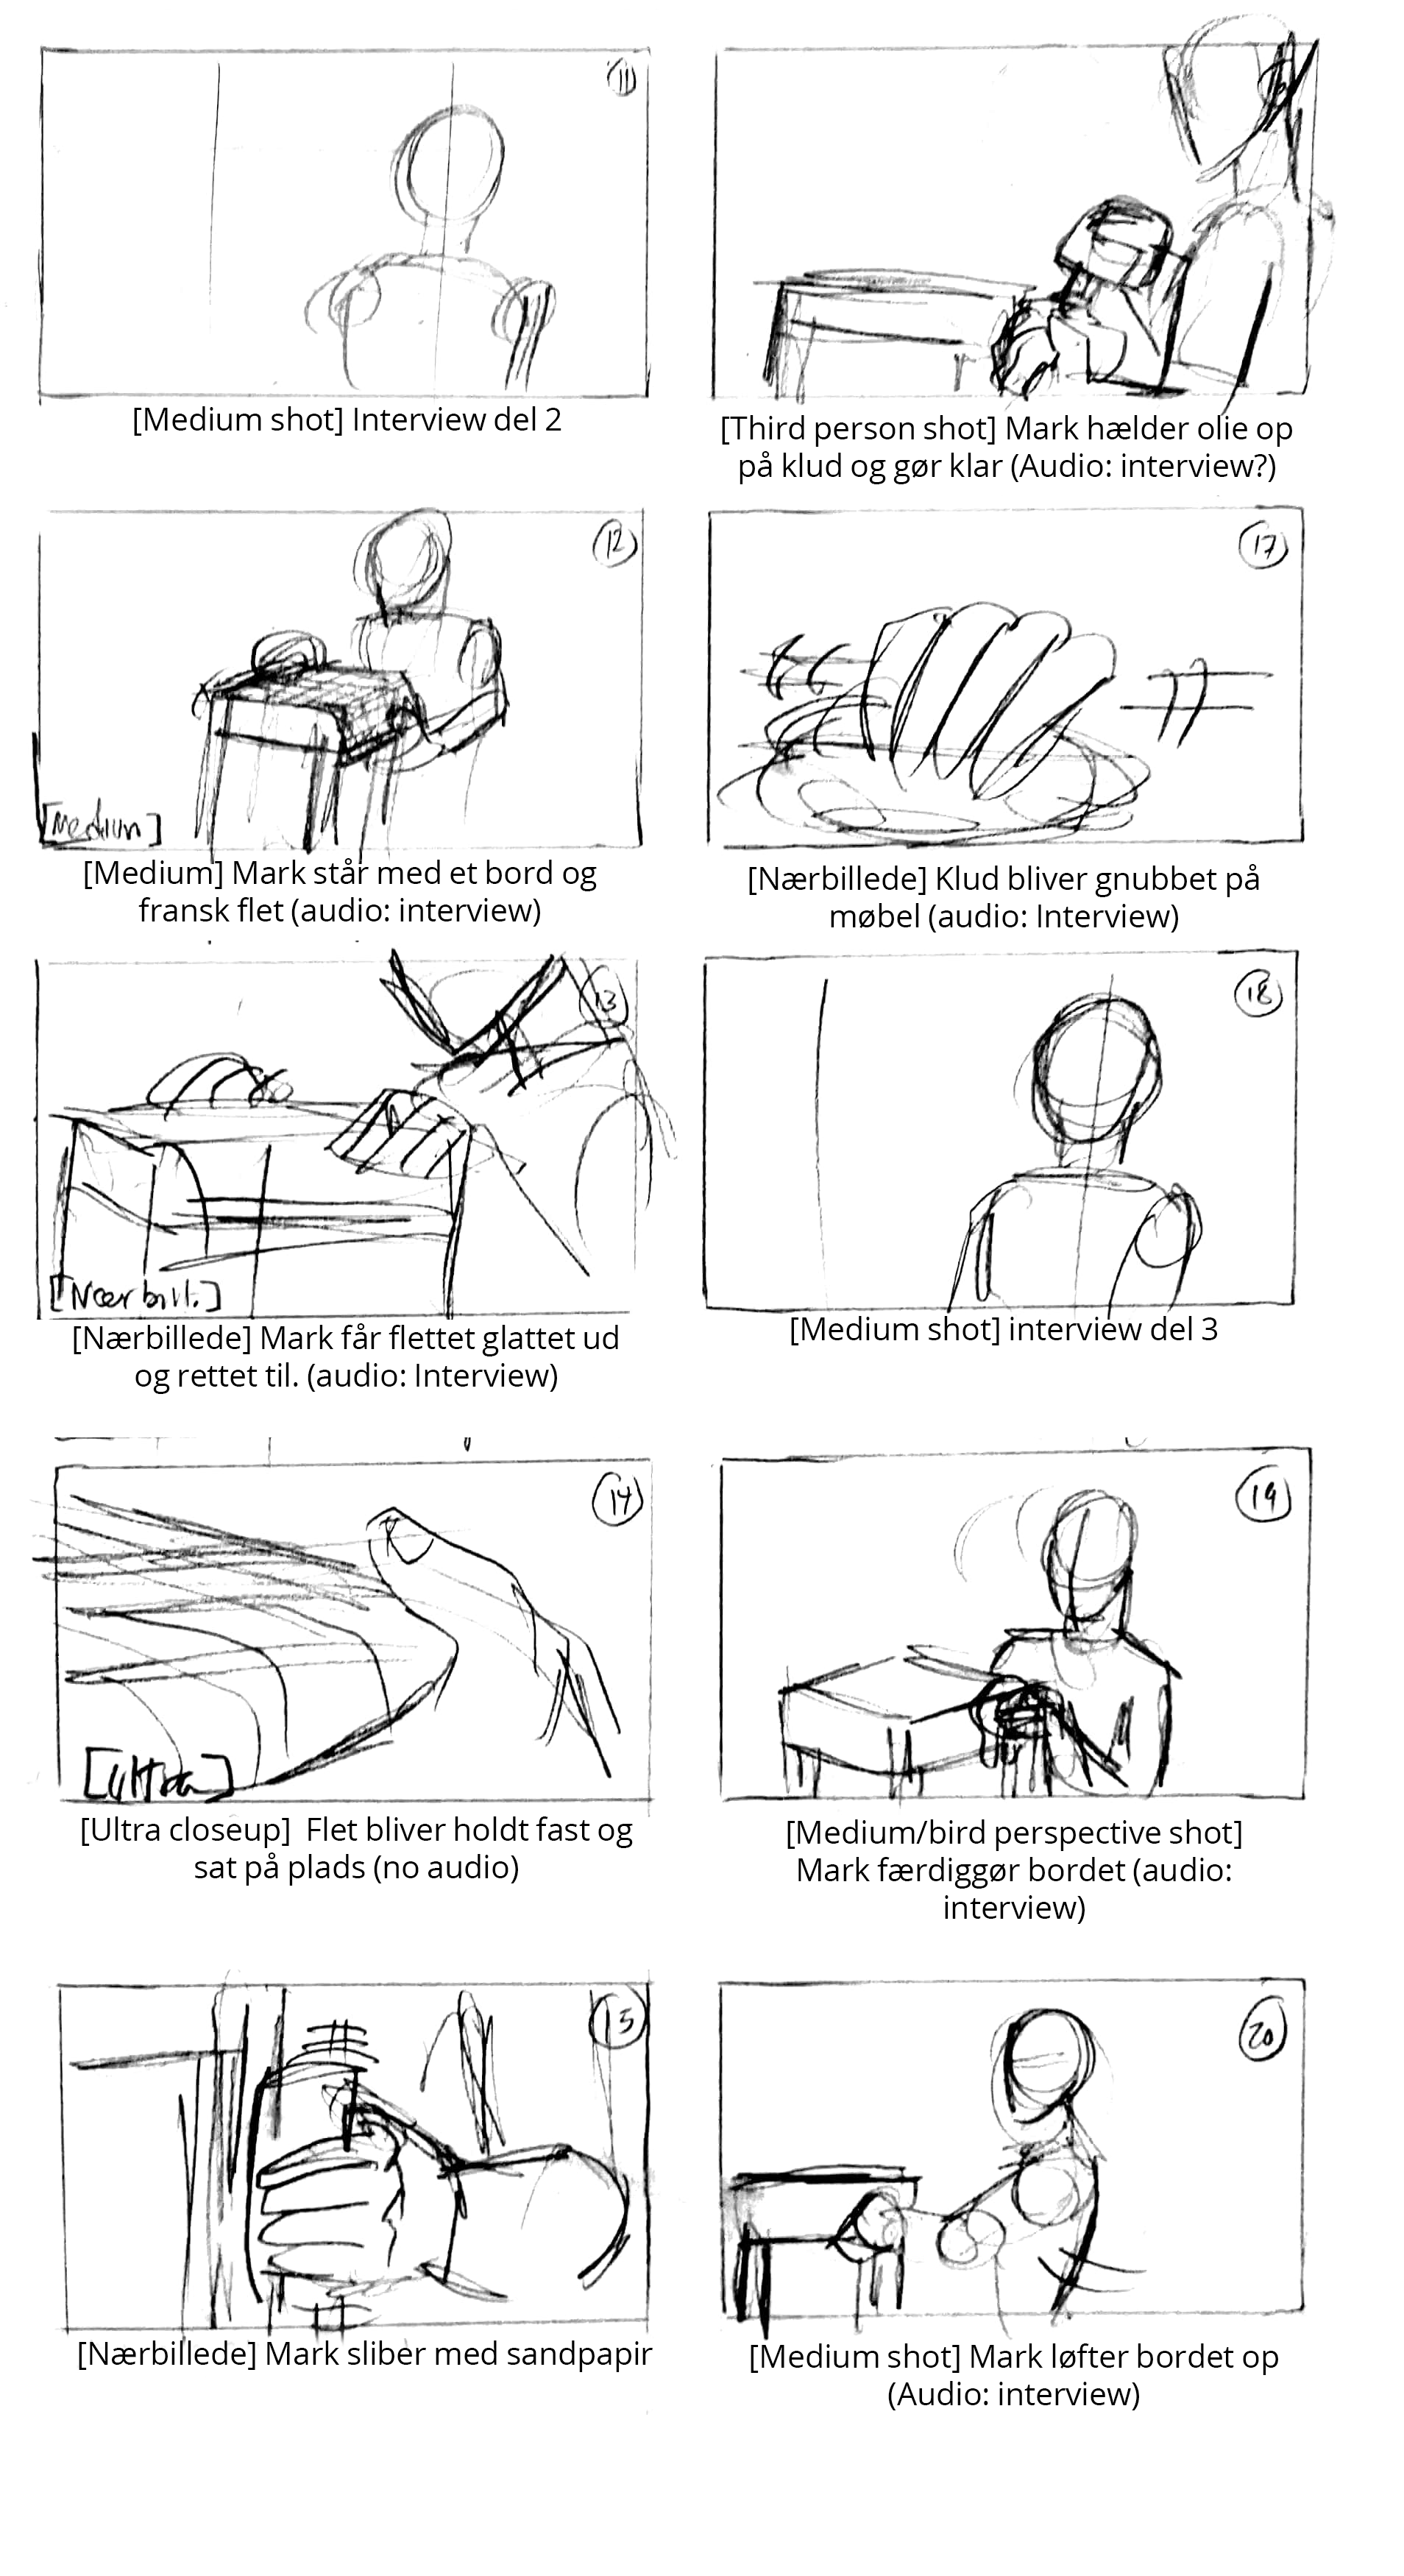 11
[Medium shot] Interview del 2
12
[Medium]
[Medium] Mark står med et bord og
fransk flet (audio: interview)
13
[Nærbill.]
[Nærbillede] Mark får flettet glattet ud
og rettet til. (audio: Interview)
14
[Ultra]
[Ultra closeup] Flet bliver holdt fast og
sat på plads (no audio)
15
[Nærbillede] Mark sliber med sandpapir
[Third person shot] Mark hælder olie op
på klud og gør klar (Audio: interview?)
17
[Nærbillede] Klud bliver gnubbet på
møbel (audio: Interview)
18
[Medium shot] interview del 3
19
[Medium/bird perspective shot]
Mark færdiggør bordet (audio:
interview)
20
[Medium shot] Mark løfter bordet op
(Audio: interview)